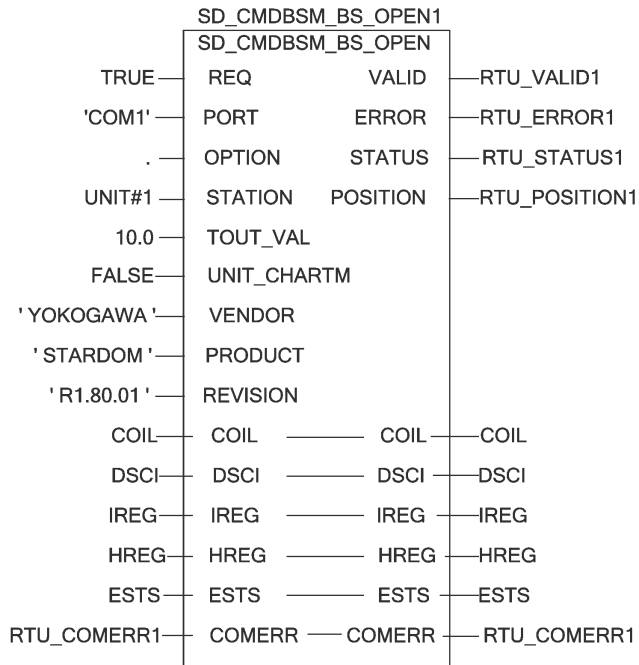 SD_CMDBSM_BS_OPEN1
SD_CMDBSM_BS_OPEN
TRUE REQ VALID RTU_VALID1
'COM1' PORT ERROR RTU_ERROR1
. OPTION STATUS RTU_STATUS1
UNIT#1 STATION POSITION RTU_POSITION1
10.0 TOUT_VAL
FALSE UNIT_CHARTM
' YOKOGAWA ' VENDOR
' STARDOM ' PRODUCT
' R1.80.01 ' REVISION
COIL COIL COIL COIL
DSCI DSCI DSCI DSCI
IREG IREG IREG IREG
HREG HREG HREG HREG
ESTS ESTS ESTS ESTS
RTU_COMERR1 COMERR COMERR RTU_COMERR1